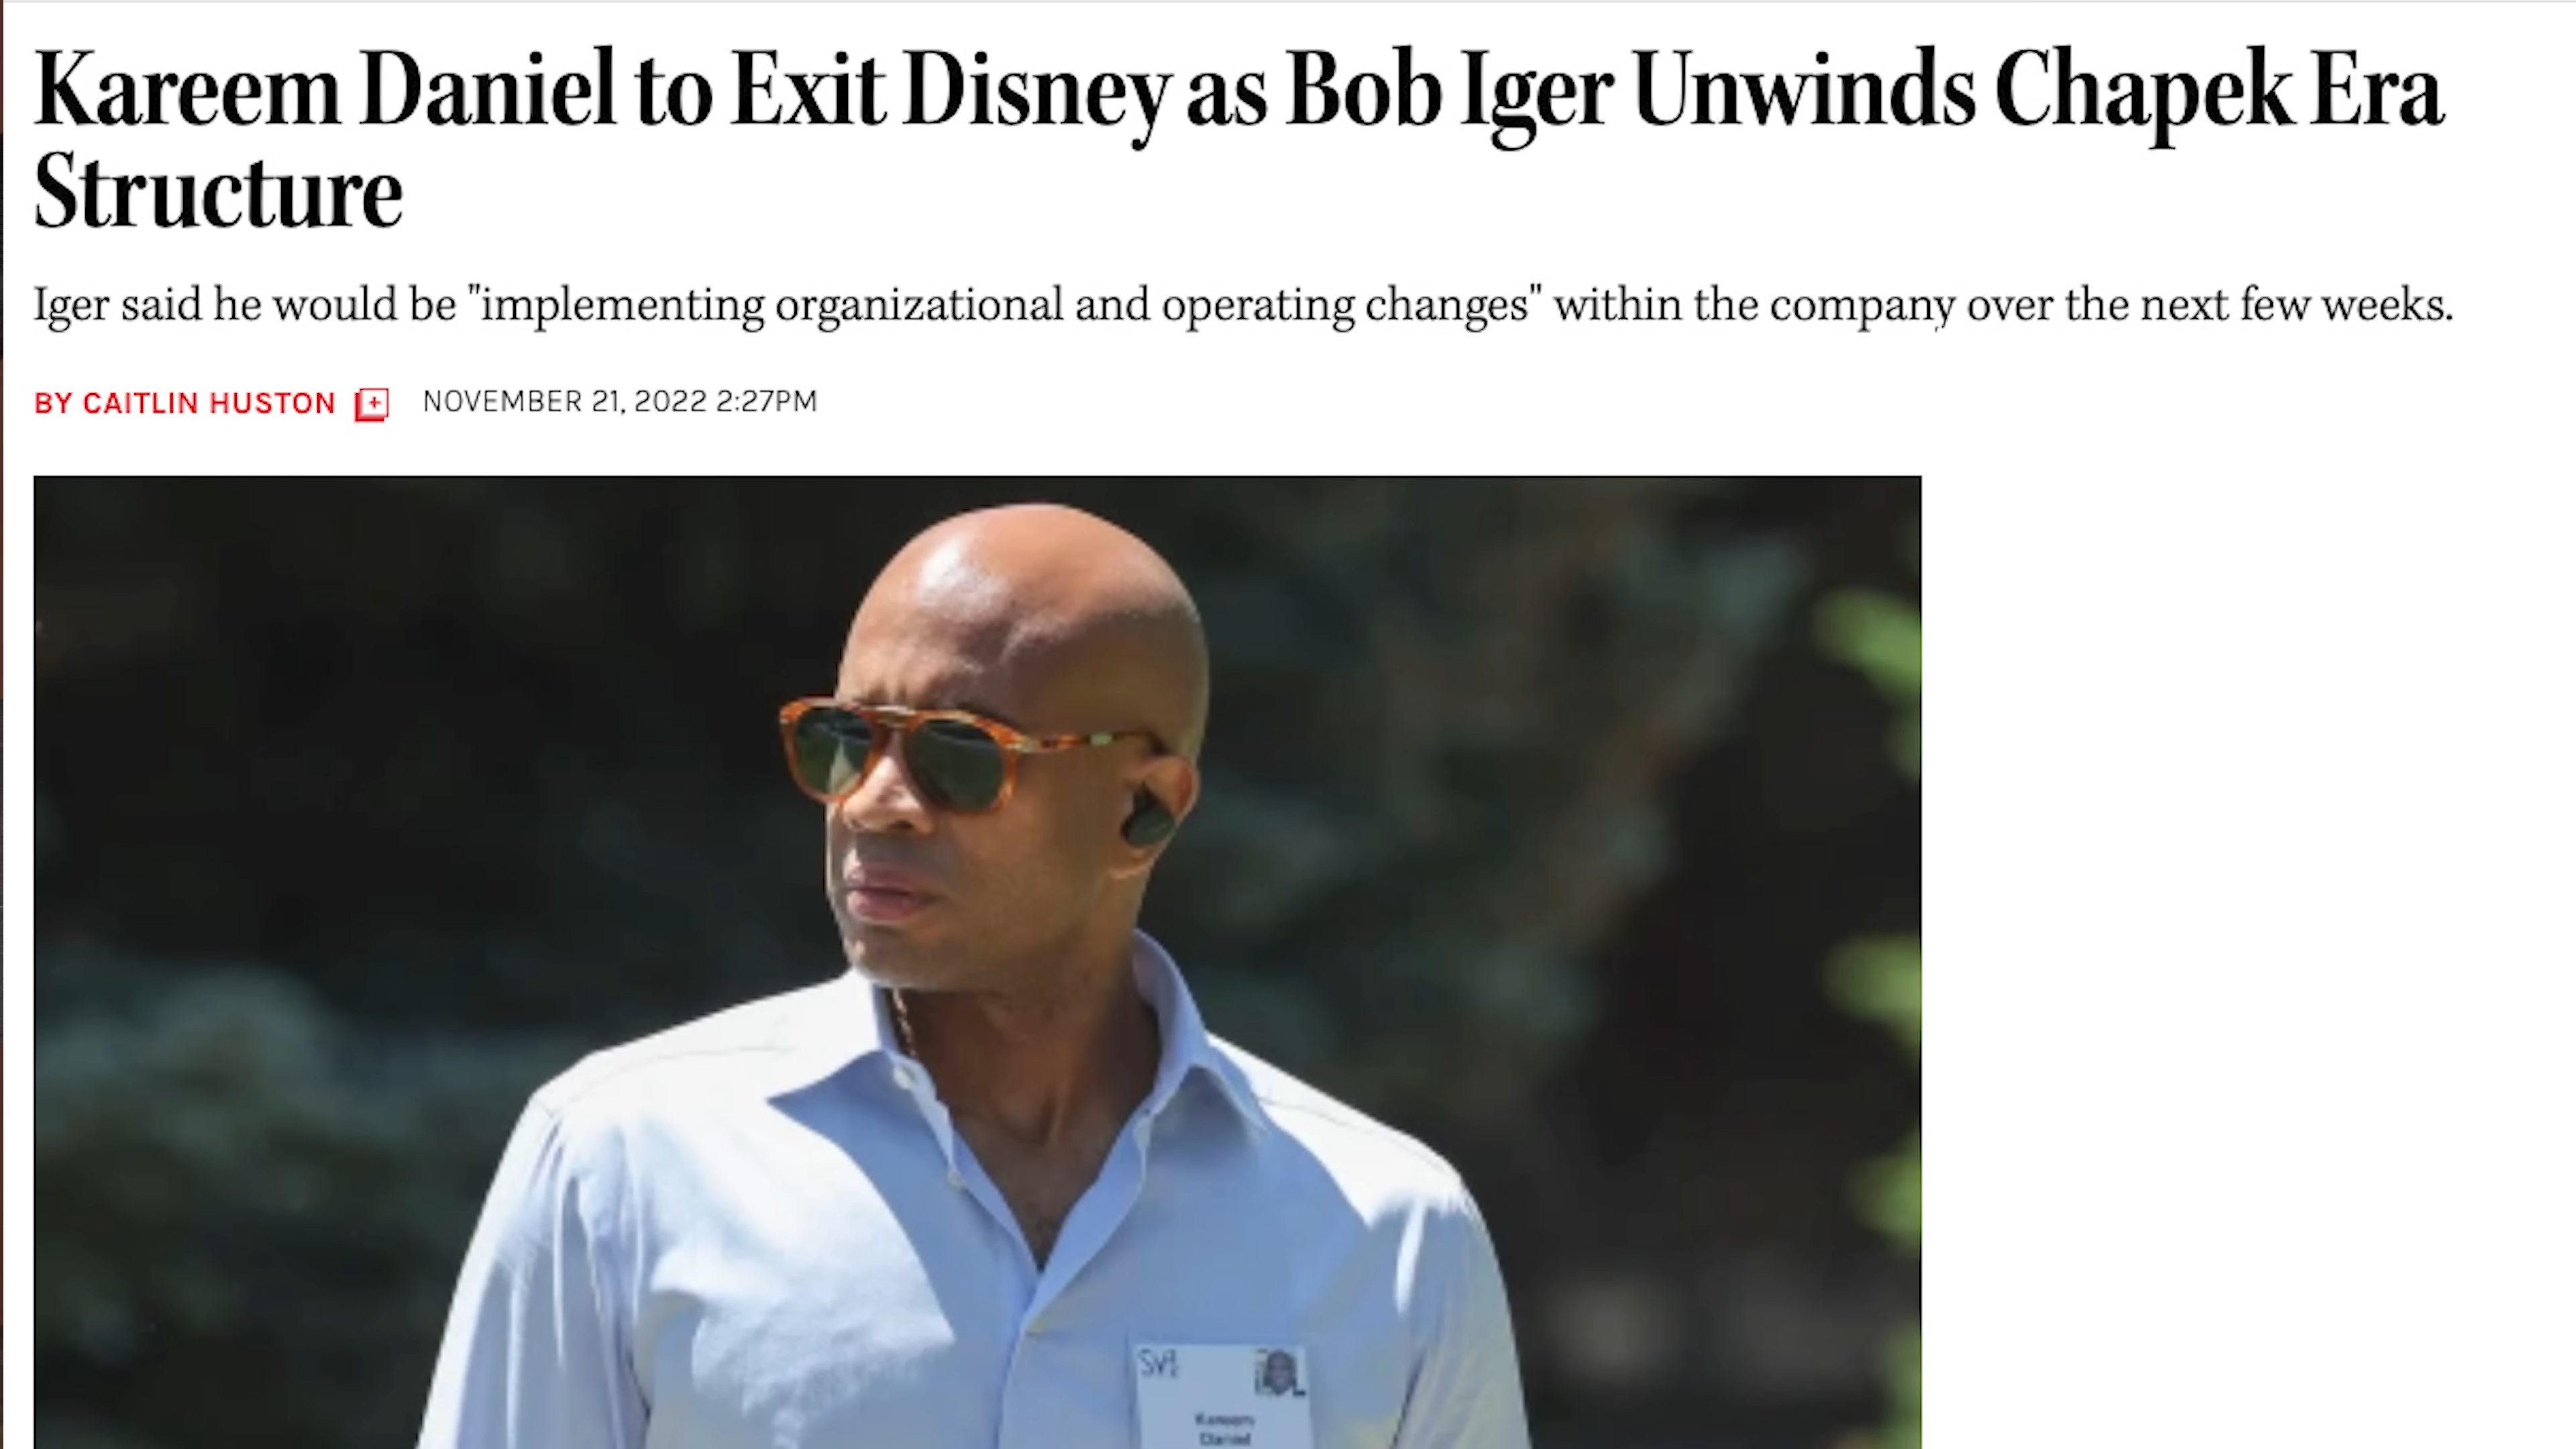 Kareem Daniel to Exit Disney as Bob Iger Unwinds Chapek Era
Structure
Iger said he would be "implementing organizational and operating changes" within the company over the next few weeks.
BY CAITLIN HUSTON NOVEMBER 21, 2022 2:27PM
Kareem
Daniel